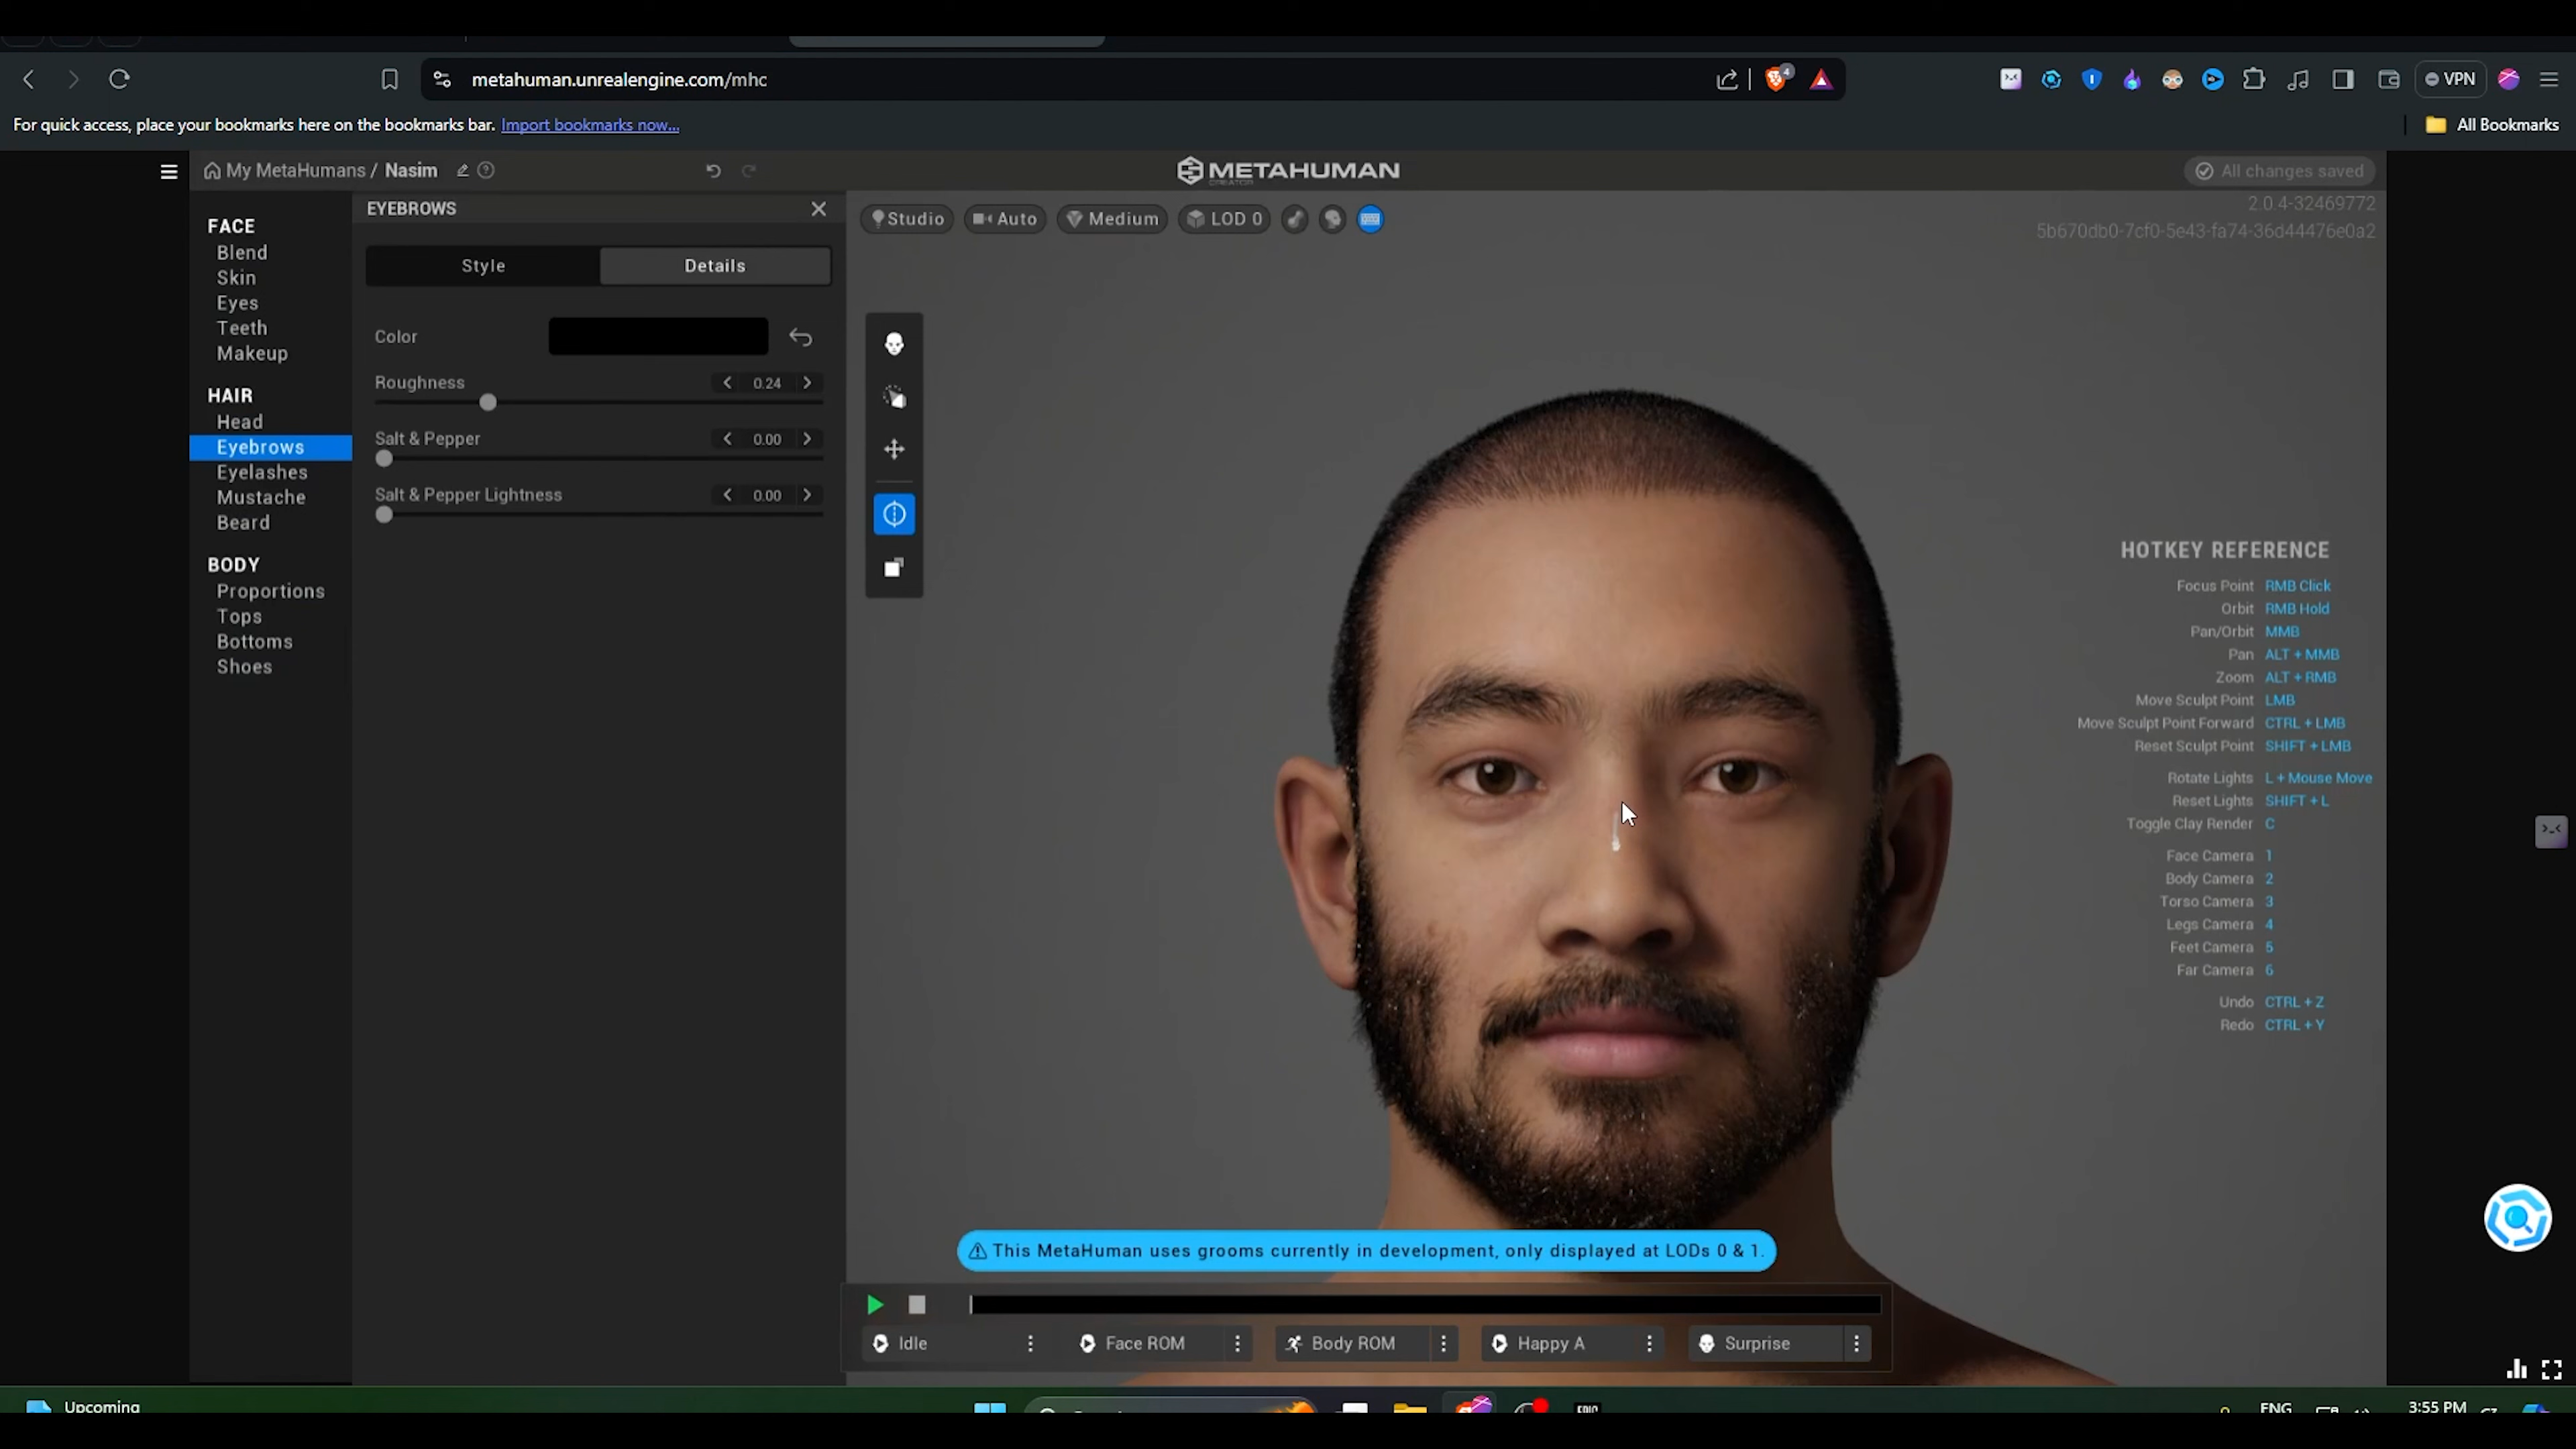 metahuman.unrealengine.com/mhc
4
VPN
For quick access, place your bookmarks here on the bookmarks bar. Import bookmarks now...
All Bookmarks
My MetaHumans / Nasim
METAHUMAN
CREATOR
All changes saved
FACE
Blend
Skin
Eyes
Teeth
Makeup
HAIR
Head
Eyebrows
Eyelashes
Mustache
Beard
BODY
Proportions
Tops
Bottoms
Shoes
EYEBROWS
Style
Details
Color
Roughness
0.24
Salt & Pepper
0.00
Salt & Pepper Lightness
0.00
Studio
Auto
Medium
LOD 0
2.0.4-32469772
5b670db0-7cf0-5e43-fa74-36d44476e0a2
HOTKEY REFERENCE
Focus Point RMB Click
Orbit RMB Hold
Pan/Orbit MMB
Pan ALT + MMB
Zoom ALT + RMB
Move Sculpt Point LMB
Move Sculpt Point Forward CTRL + LMB
Reset Sculpt Point SHIFT + LMB
Rotate Lights L + Mouse Move
Reset Lights SHIFT + L
Toggle Clay Render C
Face Camera 1
Body Camera 2
Torso Camera 3
Legs Camera 4
Feet Camera 5
Far Camera 6
Undo CTRL + Z
Redo CTRL + Y
This MetaHuman uses grooms currently in development, only displayed at LODs 0 & 1.
Idle
Face ROM
Body ROM
Happy A
Surprise
Upcoming
EPIC
ENG
3:55 PM